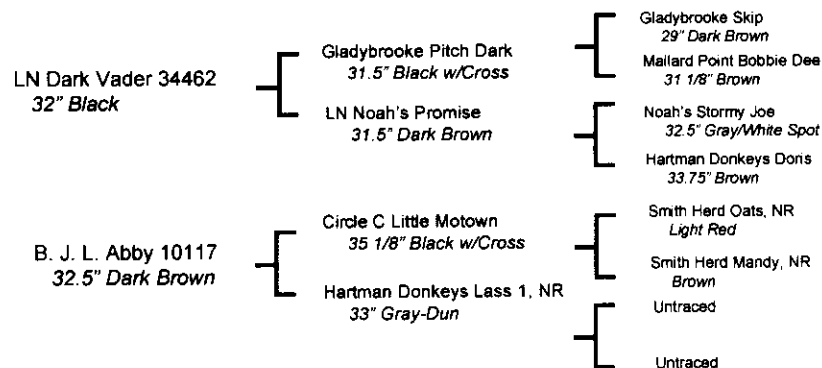 Gladybrooke Skip
29" Dark Brown
Gladybrooke Pitch Dark
31.5" Black w/Cross
Mallard Point Bobbie Dee
31 1/8" Brown
LN Dark Vader 34462
32" Black
LN Noah's Promise
31.5" Dark Brown
Noah's Stormy Joe
32.5" Gray/White Spot
Hartman Donkeys Doris
33.75" Brown
Circle C Little Motown
35 1/8" Black w/Cross
Smith Herd Oats, NR
Light Red
B. J. L. Abby 10117
32.5" Dark Brown
Smith Herd Mandy, NR
Brown
Hartman Donkeys Lass 1, NR
33" Gray-Dun
Untraced
Untraced